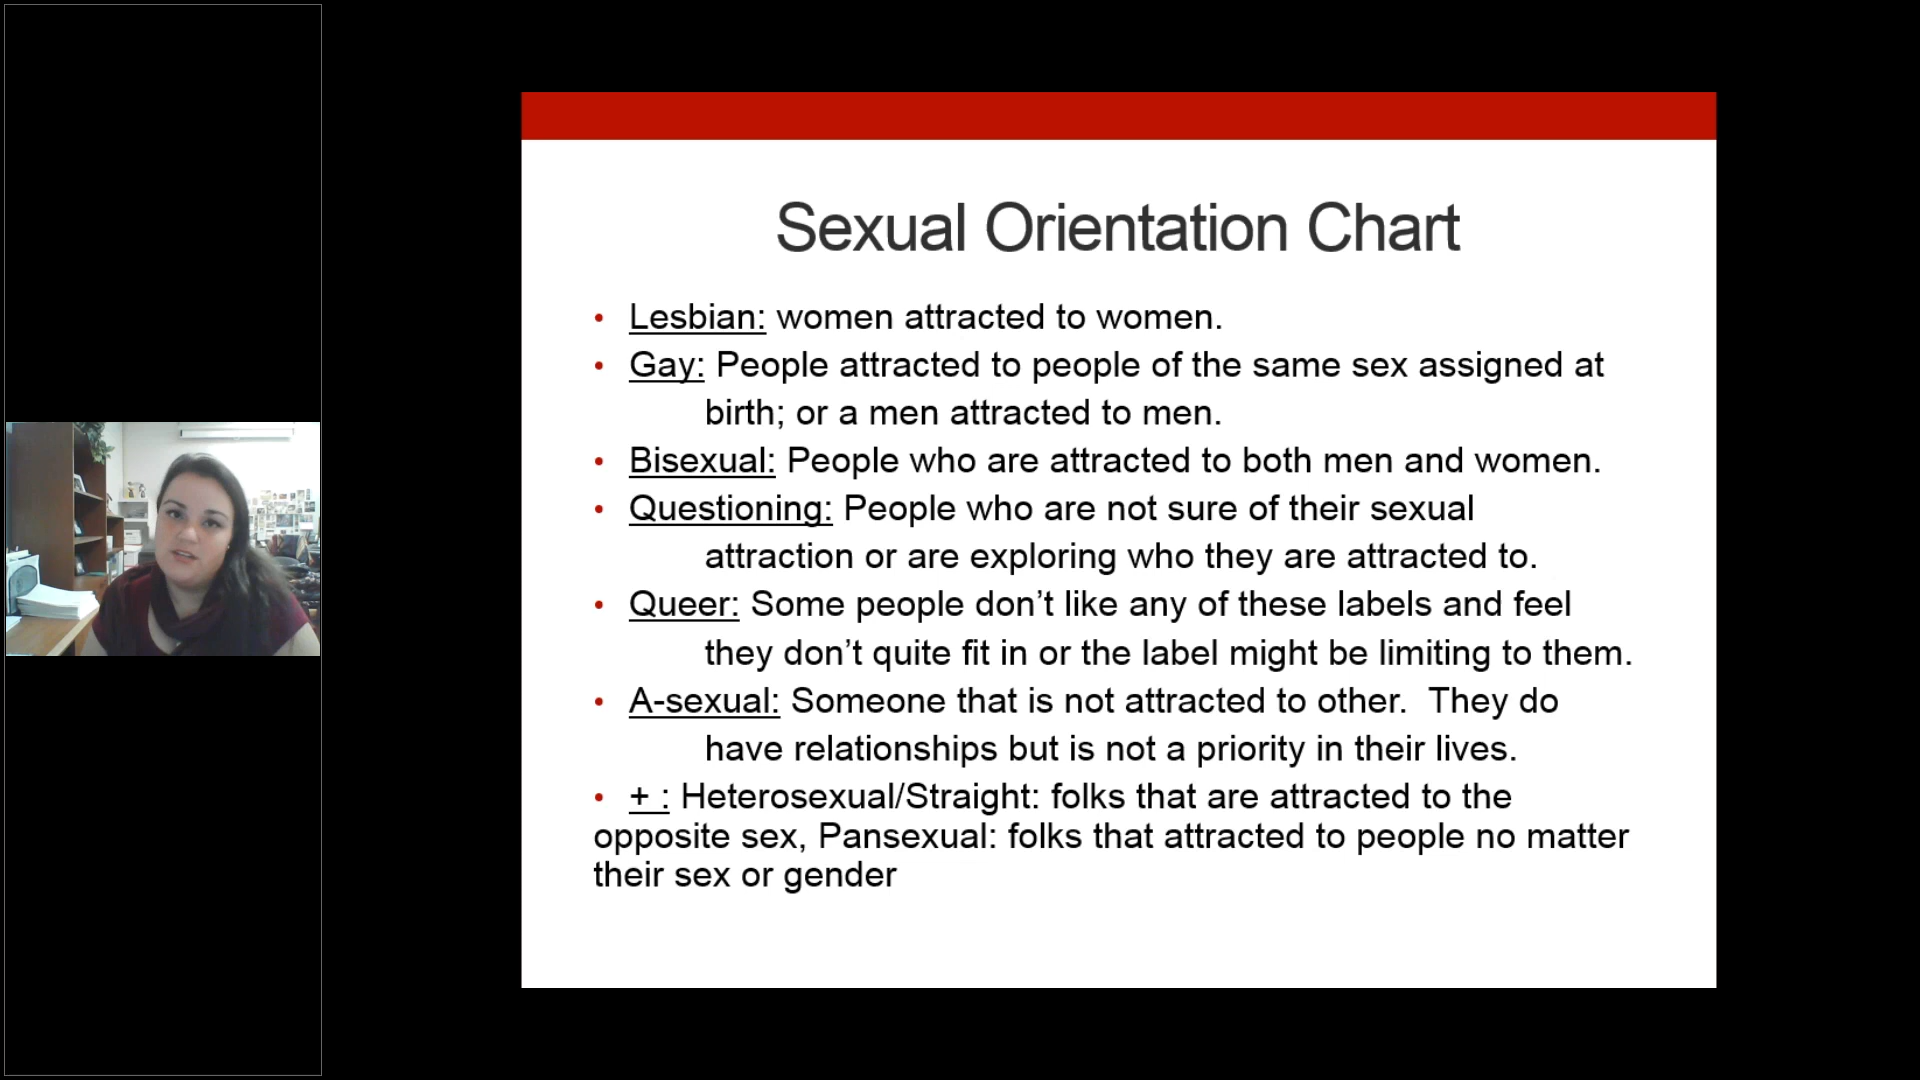 Sexual Orientation Chart
• Lesbian: women attracted to women.
• Gay: People attracted to people of the same sex assigned at
birth; or a men attracted to men.
• Bisexual: People who are attracted to both men and women.
• Questioning: People who are not sure of their sexual
attraction or are exploring who they are attracted to.
• Queer: Some people don’t like any of these labels and feel
they don’t quite fit in or the label might be limiting to them.
• A-sexual: Someone that is not attracted to other. They do
have relationships but is not a priority in their lives.
• + : Heterosexual/Straight: folks that are attracted to the
opposite sex, Pansexual: folks that attracted to people no matter
their sex or gender